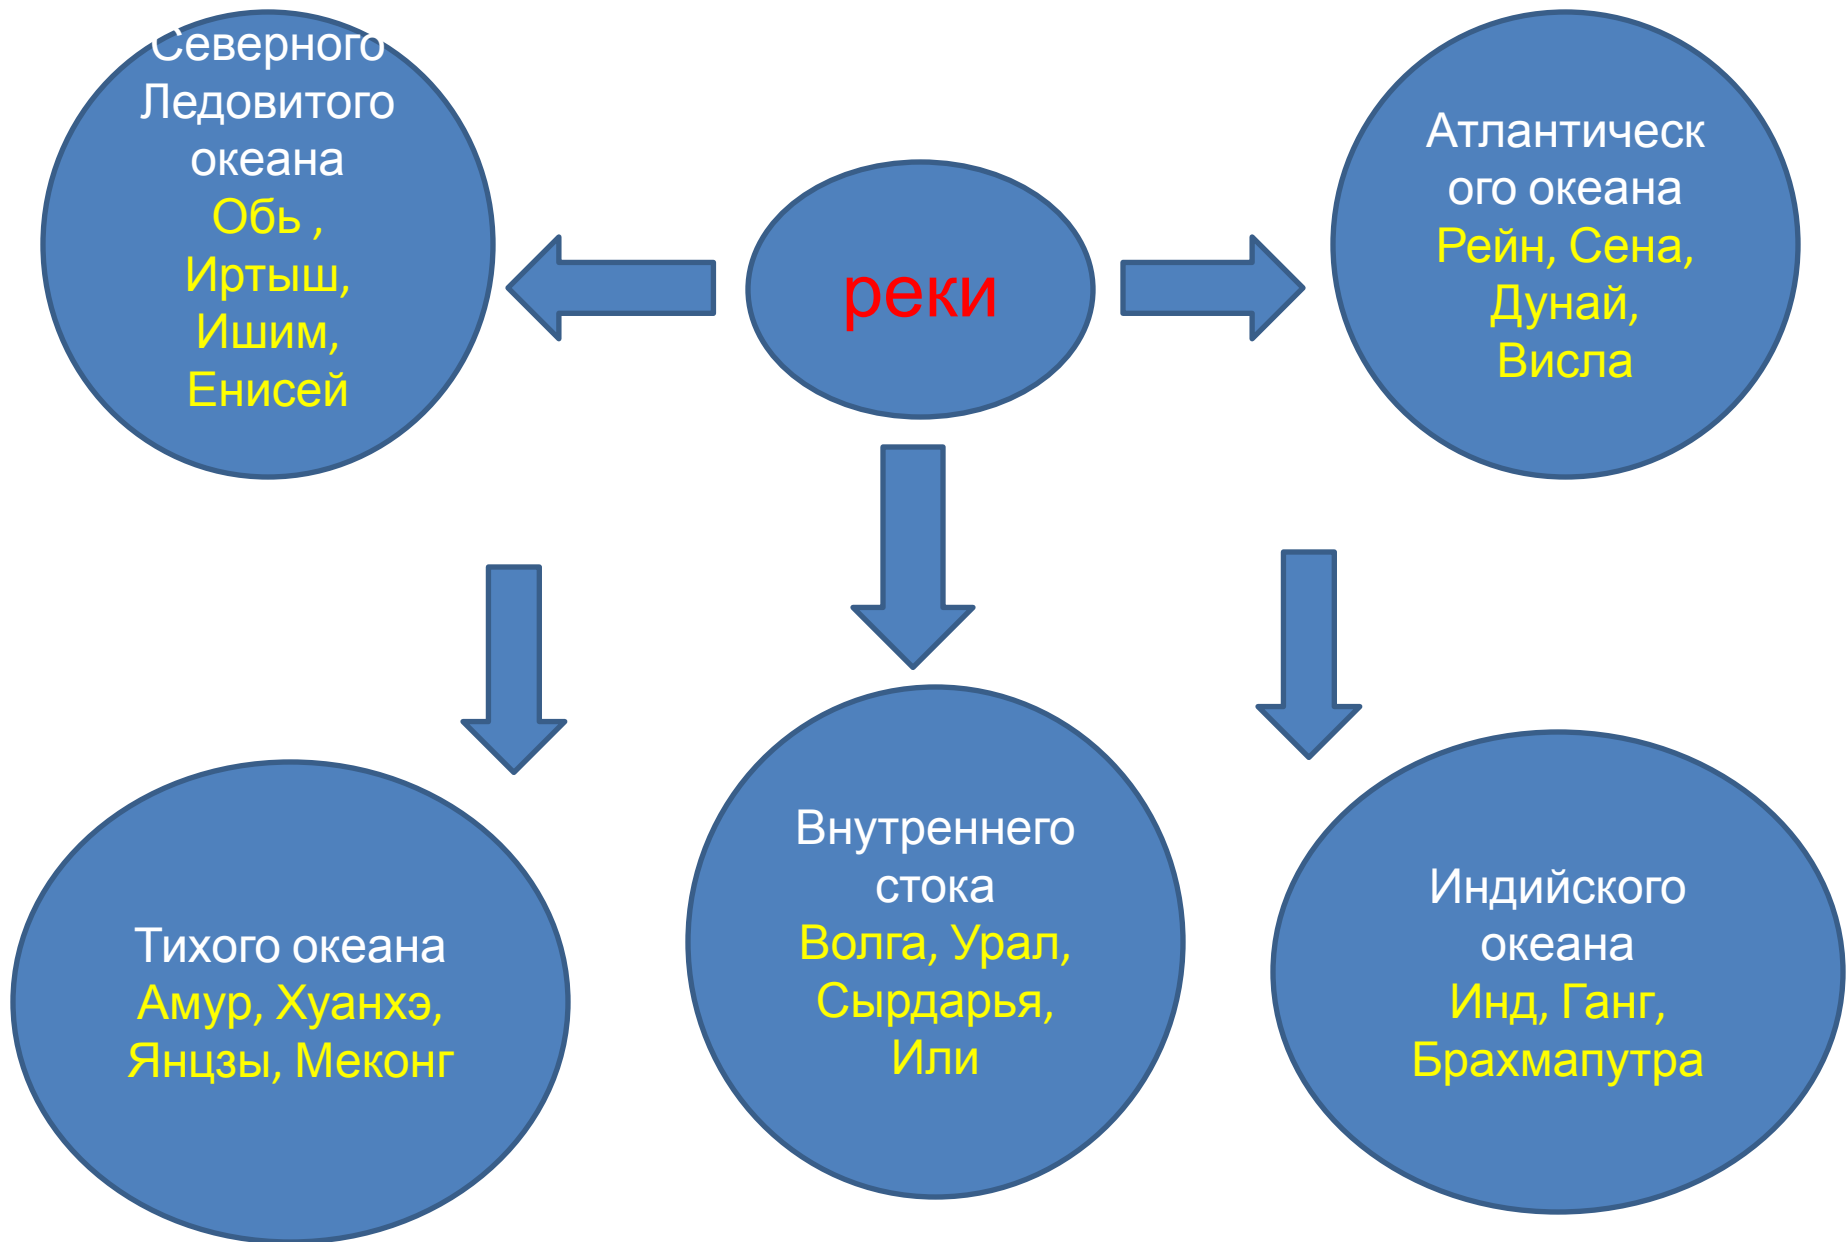 Северного
Ледовитого
океана
Обь ,
Иртыш,
Ишим,
Енисей
реки
Атлантическ
ого океана
Рейн, Сена,
Дунай,
Висла
Тихого океана
Амур, Хуанхэ,
Янцзы, Меконг
Внутреннего
стока
Волга, Урал,
Сырдарья,
Или
Индийского
океана
Инд, Ганг,
Брахмапутра